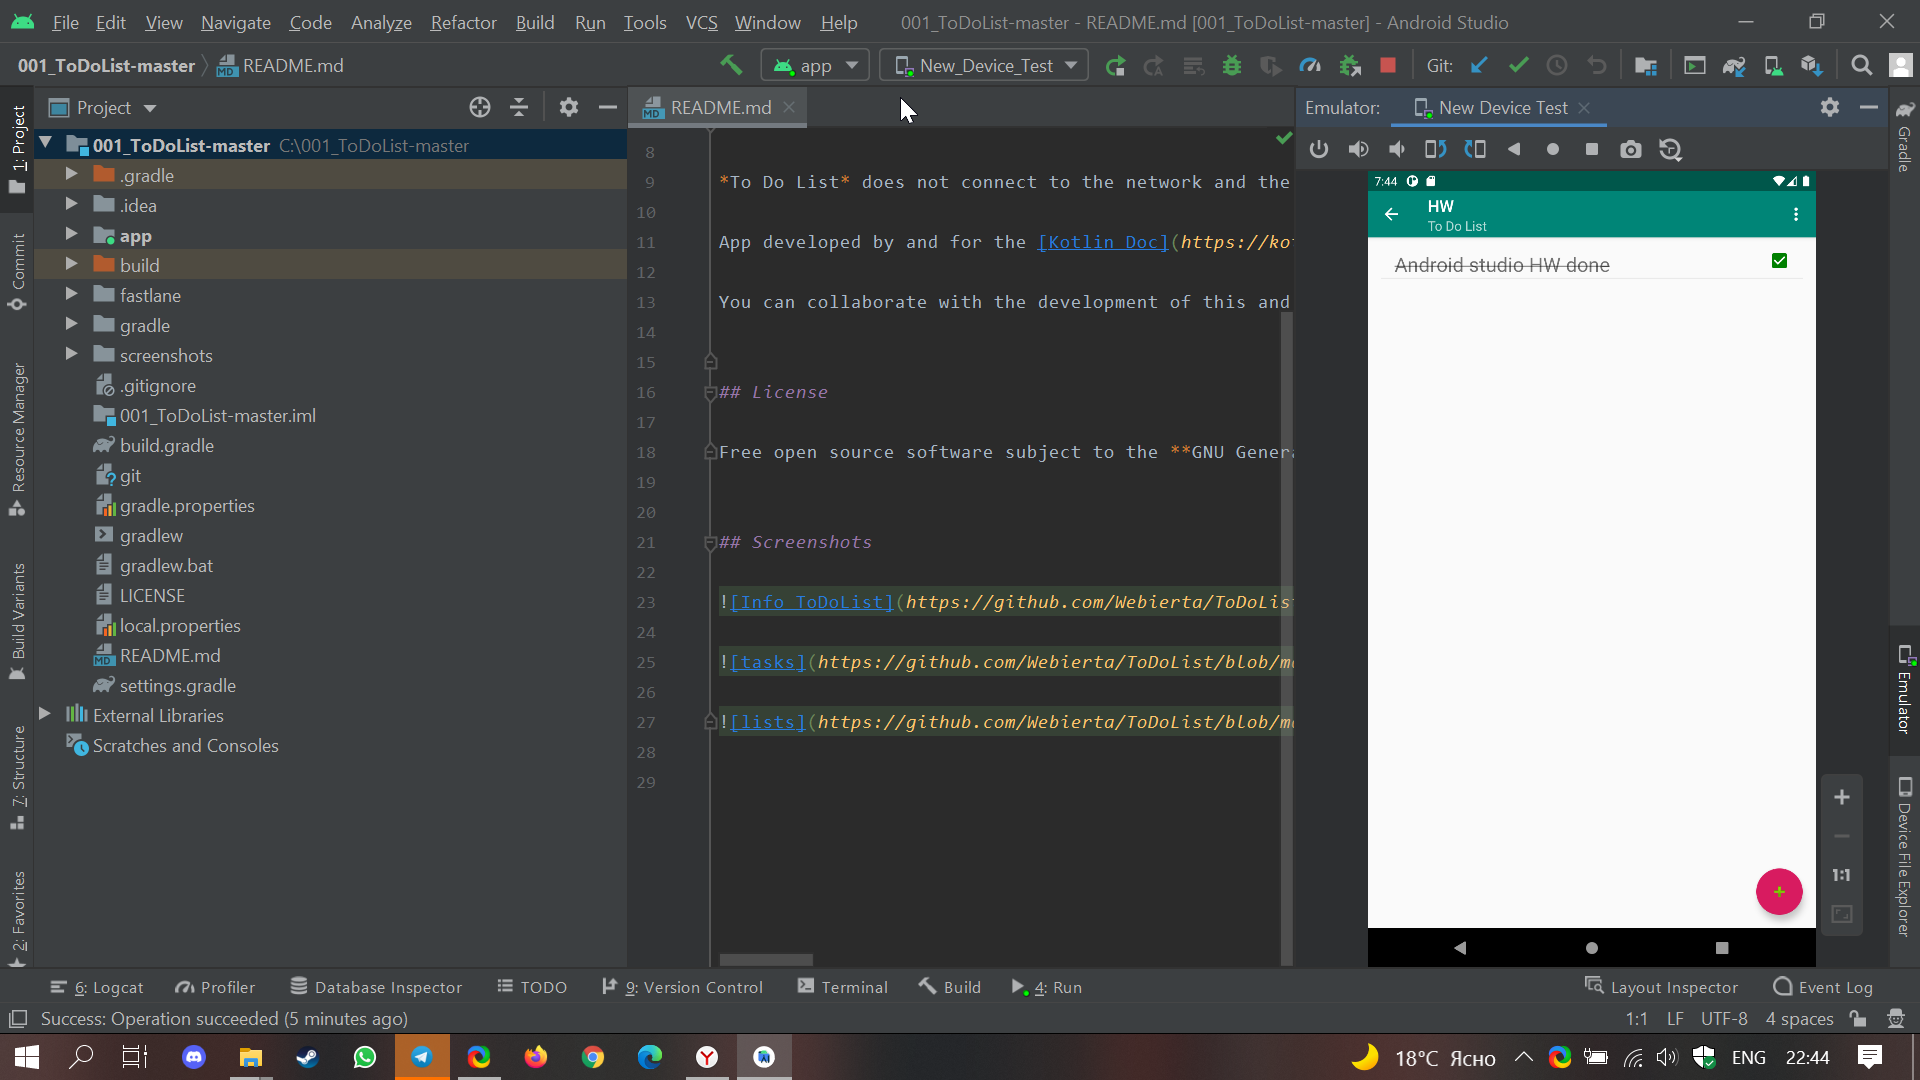 File Edit View Navigate Code Analyze Refactor Build Run Tools VCS Window Help 001_ToDoList-master - README.md [001_ToDoList-master] - Android Studio
001_ToDoList-master README.md app New_Device_Test Git:
Project README.md Emulator: New Device Test
1: Project
Commit
Resource Manager
Build Variants
7: Structure
2: Favorites
001_ToDoList-master C:\001_ToDoList-master
.gradle
.idea
app
build
fastlane
gradle
screenshots
.gitignore
001_ToDoList-master.iml
build.gradle
git
gradle.properties
gradlew
gradlew.bat
LICENSE
local.properties
README.md
settings.gradle
External Libraries
Scratches and Consoles
8
9 *To Do List* does not connect to the network and the
10
11 App developed by and for the [Kotlin Doc](https://kot
12
13 You can collaborate with the development of this and
14
15
16 ## License
17
18 Free open source software subject to the **GNU Genera
19
20
21 ## Screenshots
22
23 ![Info ToDoList](https://github.com/Webierta/ToDoLis
24
25 ![tasks](https://github.com/Webierta/ToDoList/blob/m
26
27 ![lists](https://github.com/Webierta/ToDoList/blob/m
28
29
7:44
HW
To Do List
Android studio HW done
+
1:1
Gradle
Emulator
Device File Explorer
6: Logcat Profiler Database Inspector TODO 9: Version Control Terminal Build 4: Run Layout Inspector Event Log
Success: Operation succeeded (5 minutes ago) 1:1 LF UTF-8 4 spaces
18°C Ясно ENG 22:44